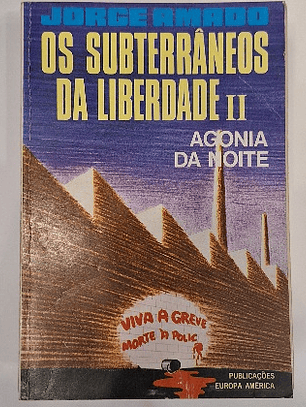 JORGE AMADO
OS SUBTERRÂNEOS
DA LIBERDADE II
AGONIA
DA NOITE
VIVA A GREVE
MORTE À POLIC
PUBLICAÇÕES
EUROPA AMÉRICA